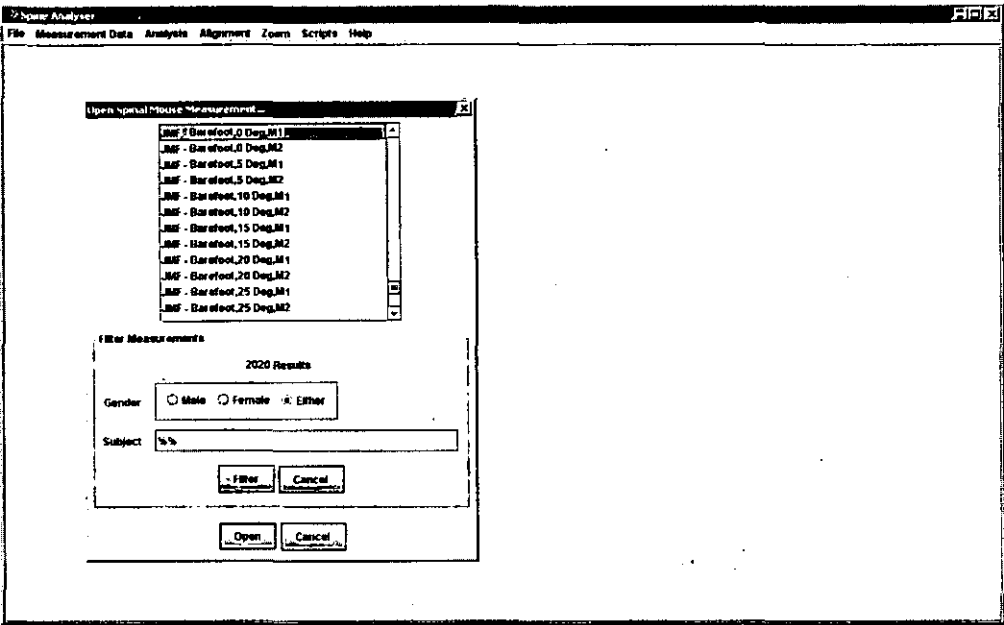 Spine Analyser
File Measurement Data Analysis Alignment Zoom Scripts Help
Open Spinal Mouse Measurement...
JMF - Barefoot,0 Deg,M1
JMF - Barefoot,0 Deg,M2
JMF - Barefoot,5 Deg,M1
JMF - Barefoot,5 Deg,M2
JMF - Barefoot,10 Deg,M1
JMF - Barefoot,10 Deg,M2
JMF - Barefoot,15 Deg,M1
JMF - Barefoot,15 Deg,M2
JMF - Barefoot,20 Deg,M1
JMF - Barefoot,20 Deg,M2
JMF - Barefoot,25 Deg,M1
JMF - Barefoot,25 Deg,M2
Filter Measurements
2020 Results
Gender Male Female Either
Subject %%
Filter Cancel
Open Cancel